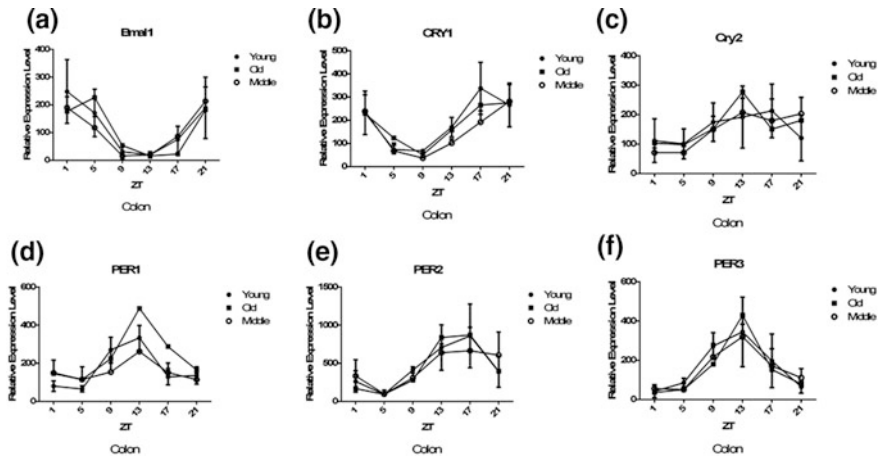 (a)
Bmal1
Relative Expression Level
400
300
200
100
0
1
5
9
13
17
21
ZT
Colon
Young
Old
Middle
(b)
CRY1
Relative Expression Level
500
400
300
200
100
0
1
5
9
13
17
21
ZT
Colon
Young
Old
Middle
(c)
Cry2
Relative Expression Level
400
300
200
100
0
1
5
9
13
17
21
ZT
Colon
Young
Old
Middle
(d)
PER1
Relative Expression Level
600
400
200
0
1
5
9
13
17
21
ZT
Colon
Young
Old
Middle
(e)
PER2
Relative Expression Level
1500
1000
500
0
1
5
9
13
17
21
ZT
Colon
Young
Old
Middle
(f)
PER3
Relative Expression Level
600
400
200
0
1
5
9
13
17
21
ZT
Colon
Young
Old
Middle